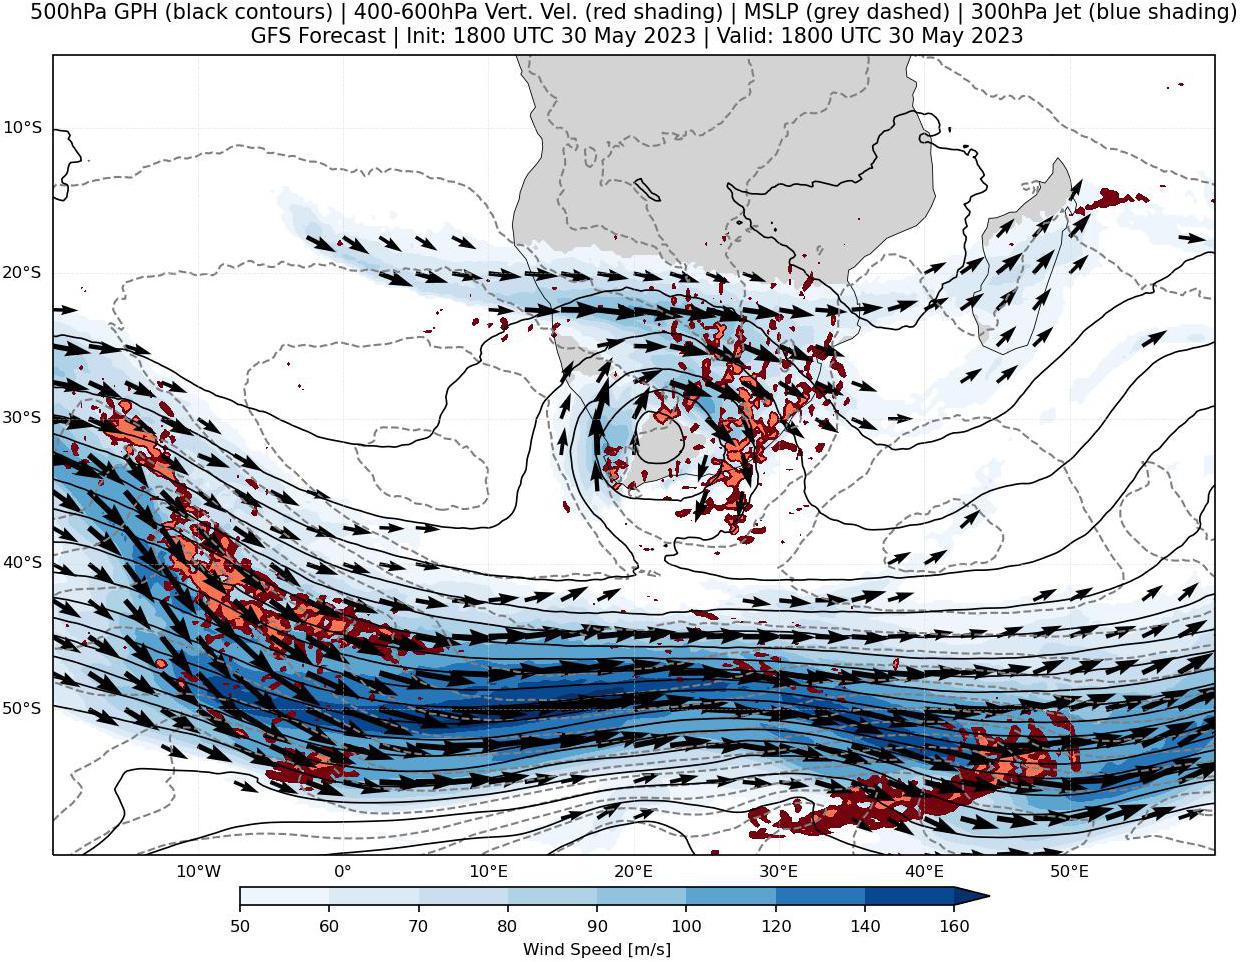 500hPa GPH (black contours) | 400-600hPa Vert. Vel. (red shading) | MSLP (grey dashed) | 300hPa Jet (blue shading)
GFS Forecast | Init: 1800 UTC 30 May 2023 | Valid: 1800 UTC 30 May 2023
10°S
20°S
30°S
40°S
50°S
10°W 0° 10°E 20°E 30°E 40°E 50°E
50 60 70 80 90 100 120 140 160
Wind Speed [m/s]